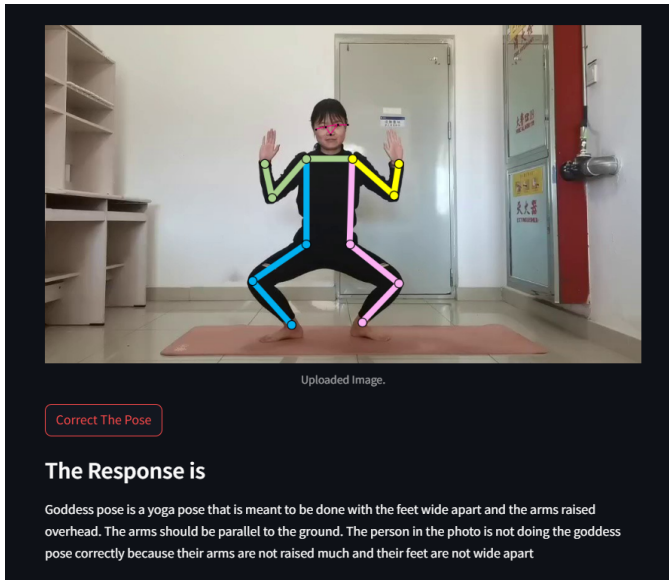 Uploaded Image.
Correct The Pose
The Response is
Goddess pose is a yoga pose that is meant to be done with the feet wide apart and the arms raised
overhead. The arms should be parallel to the ground. The person in the photo is not doing the goddess
pose correctly because their arms are not raised much and their feet are not wide apart